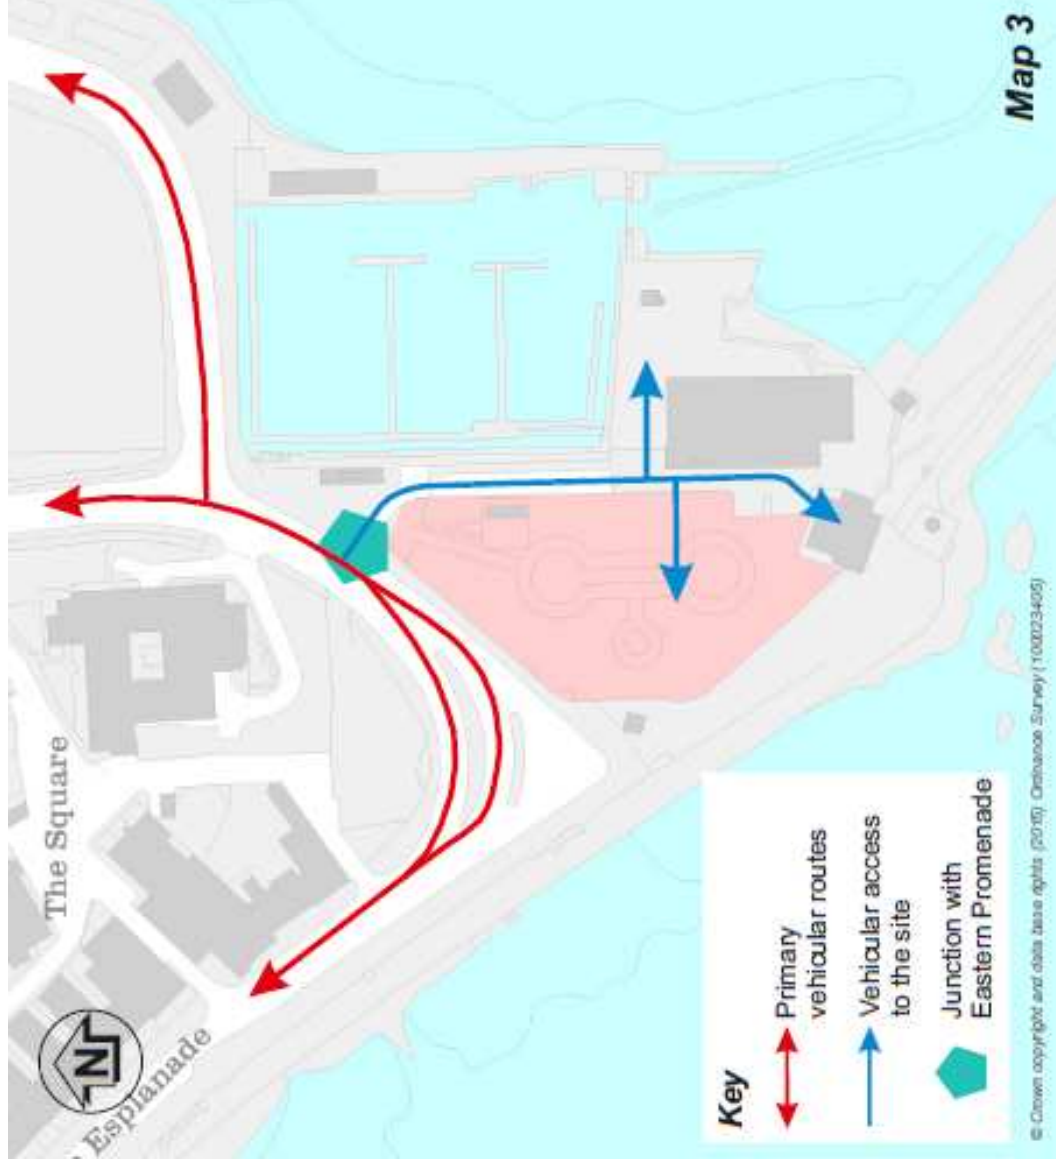 Map 3
The Square
Esplanade
N
Key
Primary
vehicular routes
Vehicular access
to the site
Junction with
Eastern Promenade
© Crown copyright and data base rights (2015) Ordnance Survey (100023405)